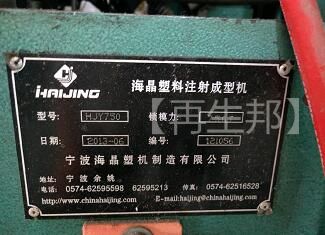 HAIJING
海晶塑料注射成型机
型号: HJY750 锁模力:
日期: 2013-06 编号: 121056
宁波海晶塑机制造有限公司
地址: 宁波 余姚
电话: 0574-62595598 62595213 传真: 0574-62516528
http://www.chinahaijing.com E-mail:hj@chinahaijing.com
【再生邦】